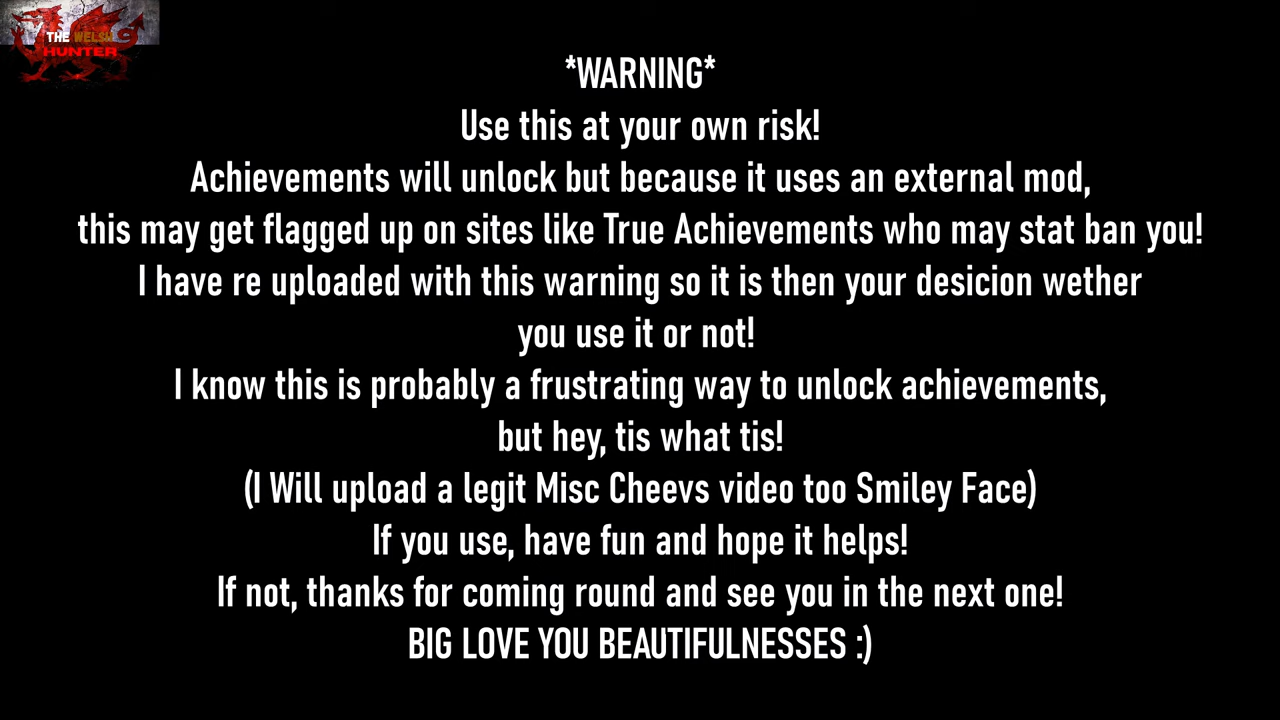 THE WELSH
HUNTER
*WARNING*
Use this at your own risk!
Achievements will unlock but because it uses an external mod,
this may get flagged up on sites like True Achievements who may stat ban you!
I have re uploaded with this warning so it is then your desicion wether
you use it or not!
I know this is probably a frustrating way to unlock achievements,
but hey, tis what tis!
(I Will upload a legit Misc Cheevs video too Smiley Face)
If you use, have fun and hope it helps!
If not, thanks for coming round and see you in the next one!
BIG LOVE YOU BEAUTIFULNESSES :)